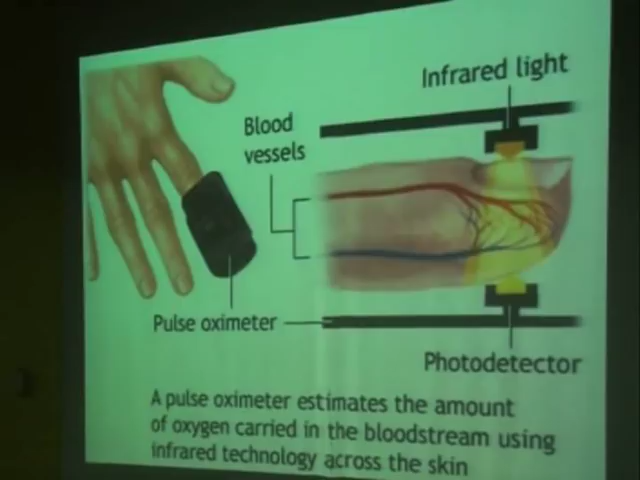 Infrared light
Blood
vessels
Pulse oximeter
Photodetector
A pulse oximeter estimates the amount
of oxygen carried in the bloodstream using
infrared technology across the skin